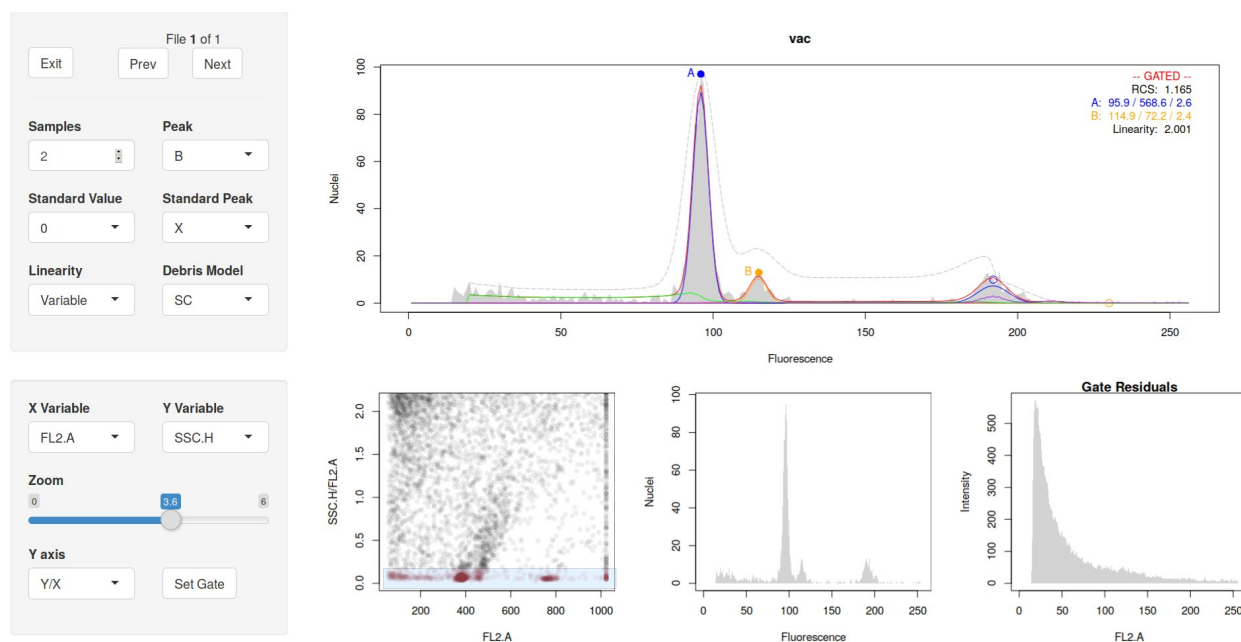 File 1 of 1
Exit
Prev
Next
Samples
Peak
2
B
Standard Value
Standard Peak
0
X
Linearity
Debris Model
Variable
SC
X Variable
Y Variable
FL2.A
SSC.H
Zoom
0
3.6
6
Y axis
Y/X
Set Gate
vac
-- GATED --
RCS: 1.165
A: 95.9 / 568.6 / 2.6
B: 114.9 / 72.2 / 2.4
Linearity: 2.001
A
B
Nuclei
100
80
60
40
20
0
0 50 100 150 200 250
Fluorescence
SSC.H/FL2.A
2.0
1.5
1.0
0.5
0.0
200 400 600 800 1000
FL2.A
Nuclei
100
80
60
40
20
0
0 50 100 150 200 250
Fluorescence
Gate Residuals
Intensity
500
400
300
200
100
0
0 50 100 150 200 250
FL2.A